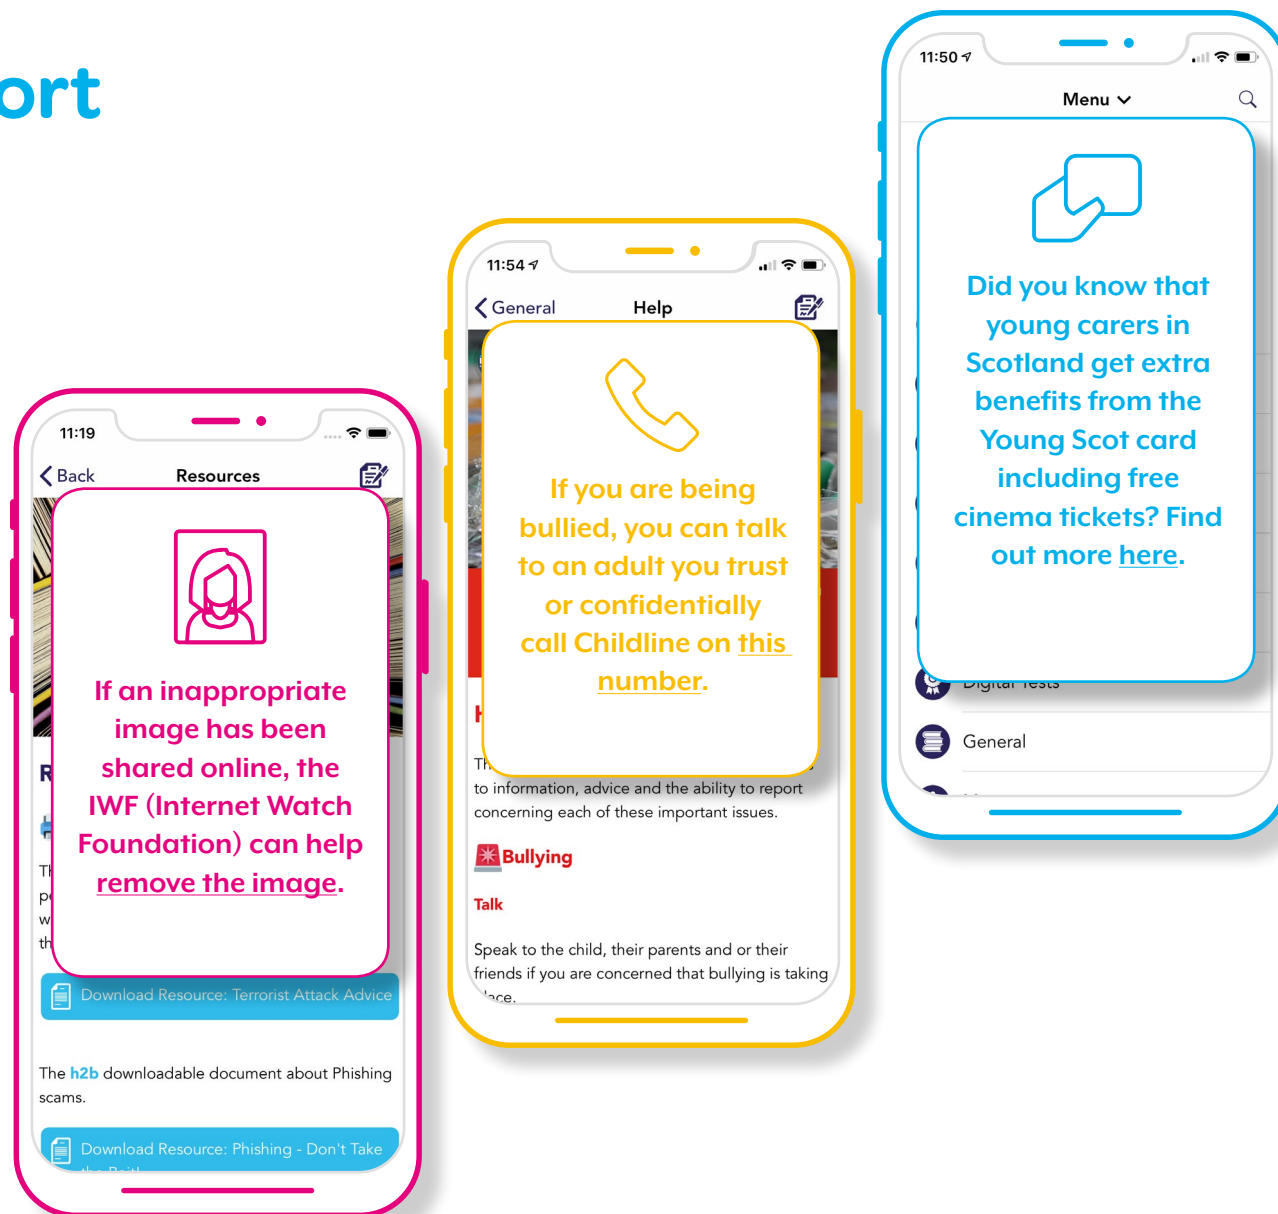 ort
11:19
Back
Resources
If an inappropriate
image has been
shared online, the
IWF (Internet Watch
Foundation) can help
remove the image.
Download Resource: Terrorist Attack Advice
The h2b downloadable document about Phishing
scams.
Download Resource: Phishing - Don't Take
the Bait!
11:54
General
Help
If you are being
bullied, you can talk
to an adult you trust
or confidentially
call Childline on this
number.
to information, advice and the ability to report
concerning each of these important issues.
Bullying
Talk
Speak to the child, their parents and or their
friends if you are concerned that bullying is taking
place.
11:50
Menu
Did you know that
young carers in
Scotland get extra
benefits from the
Young Scot card
including free
cinema tickets? Find
out more here.
Digital Tests
General